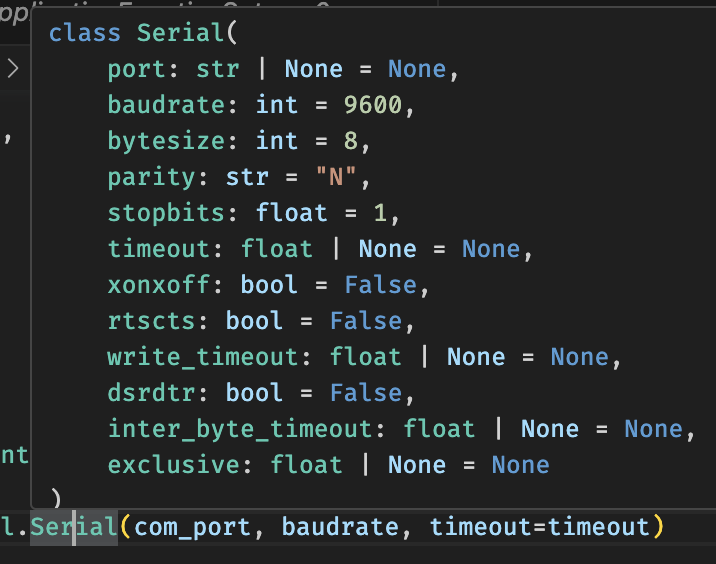 class Serial(
port: str | None = None,
baudrate: int = 9600,
bytesize: int = 8,
parity: str = "N",
stopbits: float = 1,
timeout: float | None = None,
xonxoff: bool = False,
rtscts: bool = False,
write_timeout: float | None = None,
dsrdtr: bool = False,
inter_byte_timeout: float | None = None,
exclusive: float | None = None
)
l.Serial(com_port, baudrate, timeout=timeout)